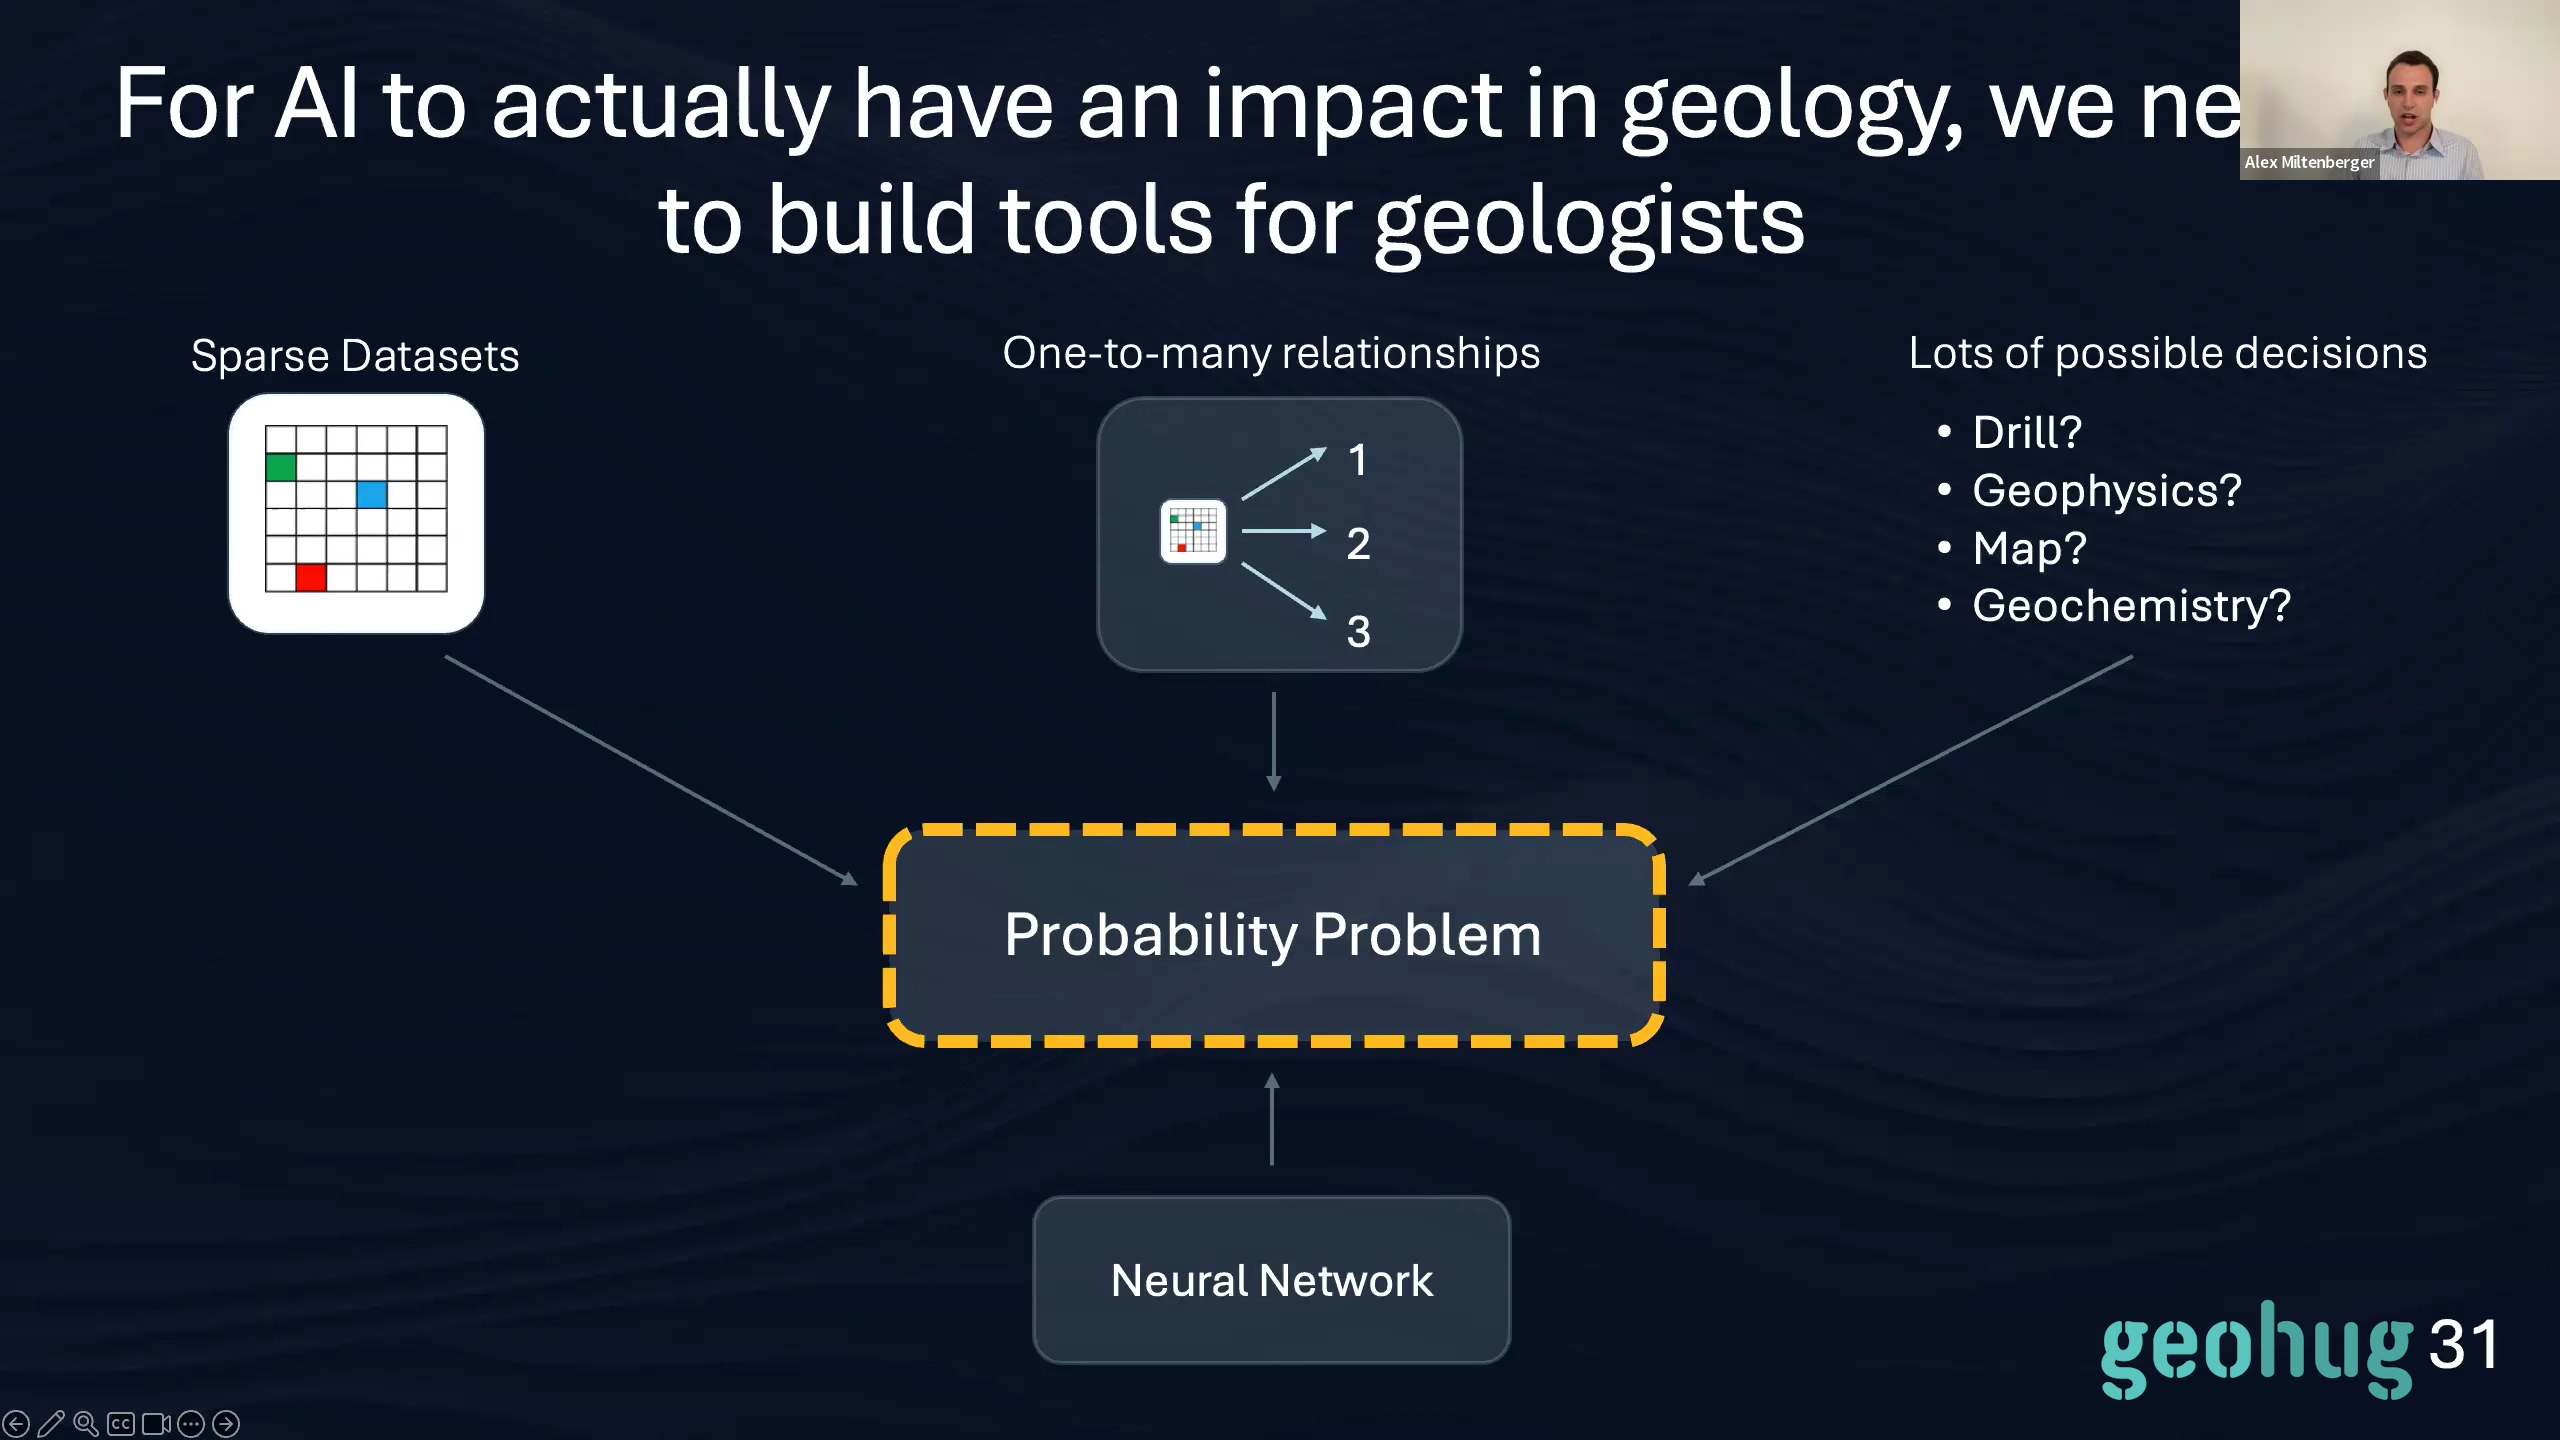 For AI to actually have an impact in geology, we ne
to build tools for geologists
Alex Miltenberger
Sparse Datasets
One-to-many relationships
1
2
3
Lots of possible decisions
• Drill?
• Geophysics?
• Map?
• Geochemistry?
Probability Problem
Neural Network
geohug 31
CC